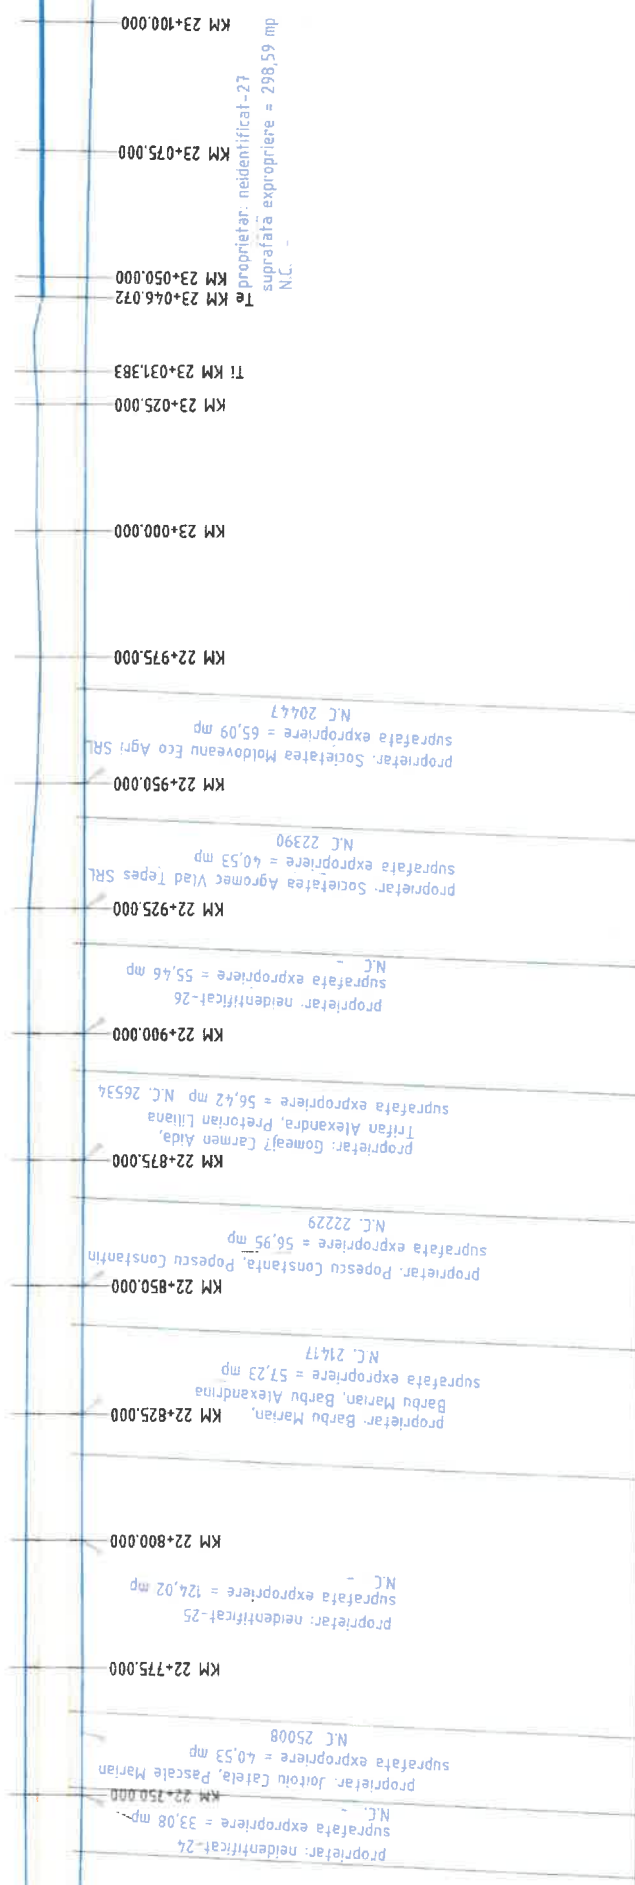 proprietar: neidentificat-24
suprafata expropriere = 33,08 mp
N.C. -
KM 22+750.000
proprietar: Joitoiu Catela, Pascale Marian
suprafata expropriere = 40,53 mp
N.C. 25008
KM 22+775.000
proprietar: neidentificat-25
suprafata expropriere = 124,02 mp
N.C. -
KM 22+800.000
KM 22+825.000
proprietar: Barbu Marian,
Barbu Marian, Barbu Alexandrina
suprafata expropriere = 57,23 mp
N.C. 21417
KM 22+850.000
proprietar: Popescu Constanta, Popescu Constantin
suprafata expropriere = 56,95 mp
N.C. 22229
KM 22+875.000
proprietar: Gomeaj? Carmen Aida,
Trifan Alexandra, Pretorian Liliana
suprafata expropriere = 56,42 mp N.C. 26534
KM 22+900.000
proprietar: neidentificat-26
suprafata expropriere = 55,46 mp
N.C. -
KM 22+925.000
proprietar: Societatea Agromec Vlad Tepes SRL
suprafata expropriere = 40,53 mp
N.C. 22390
KM 22+950.000
proprietar: Societatea Moldoveanu Eco Agri SRL
suprafata expropriere = 65,09 mp
N.C. 20447
KM 22+975.000
KM 23+000.000
KM 23+025.000
Ti KM 23+031.383
Te KM 23+046.072
KM 23+050.000
proprietar: neidentificat-27
suprafata expropriere = 298,59 mp
N.C. -
KM 23+075.000
KM 23+100.000